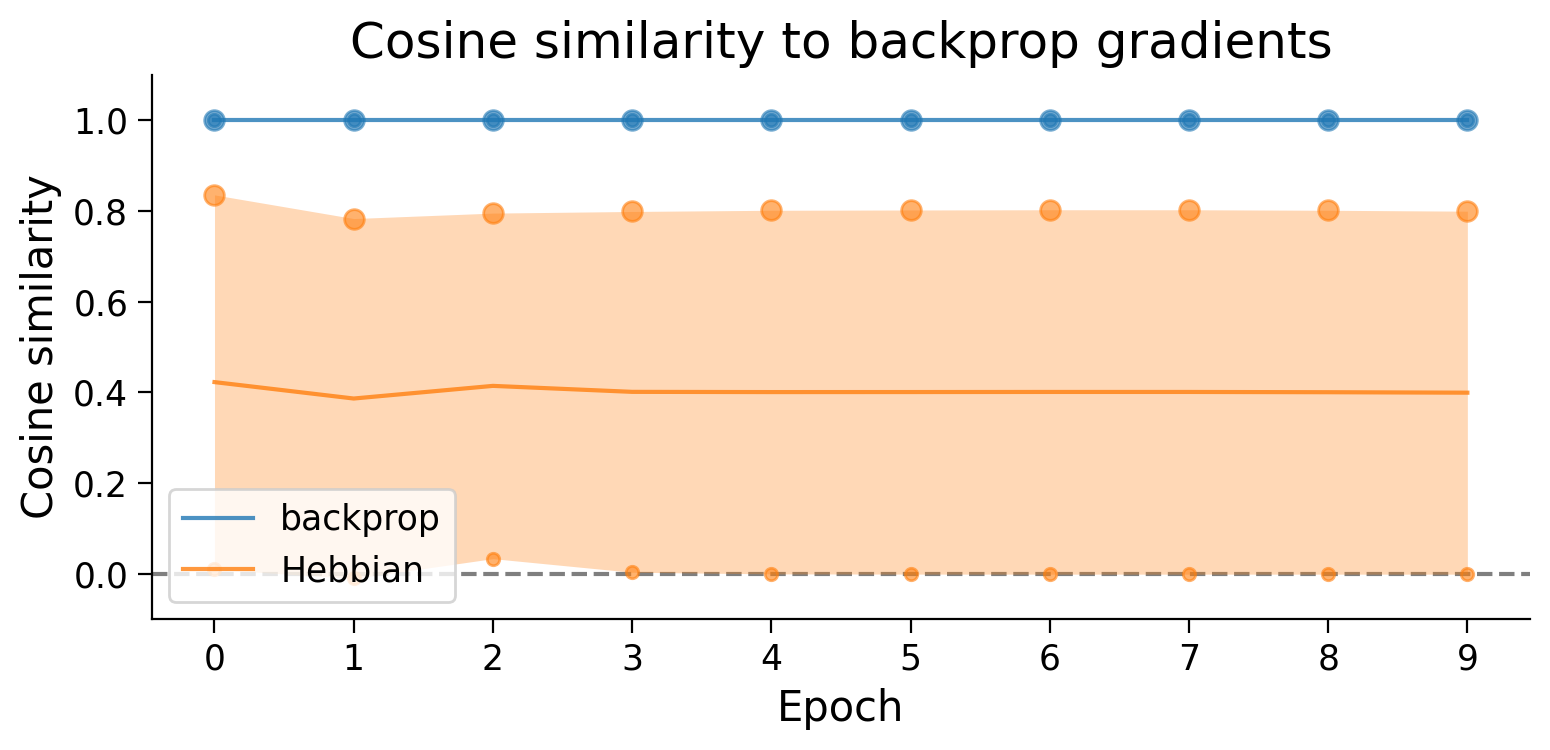 Cosine similarity to backprop gradients
Cosine similarity
1.0
0.8
0.6
0.4
0.2
0.0
backprop
Hebbian
0 1 2 3 4 5 6 7 8 9
Epoch